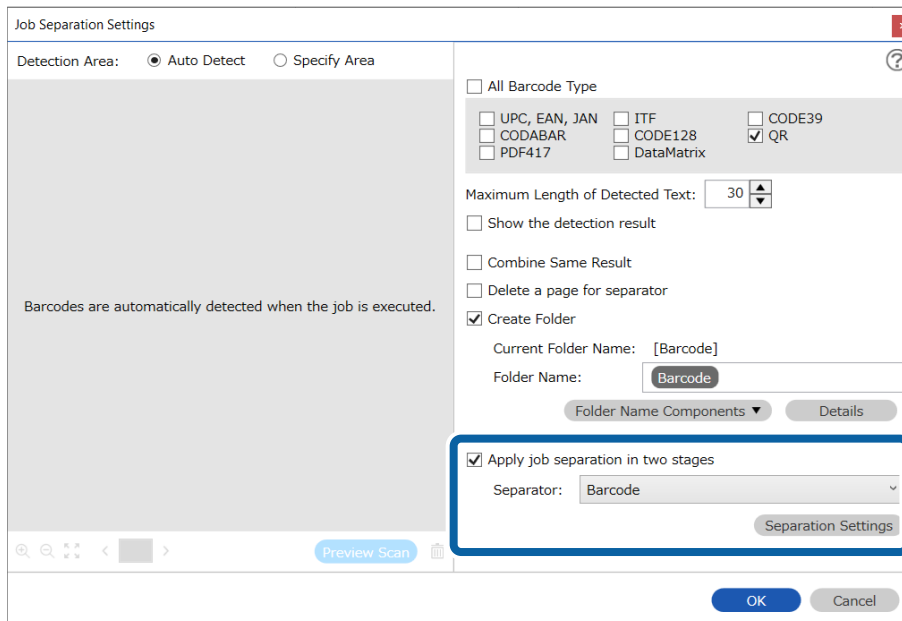 Job Separation Settings
Detection Area: Auto Detect Specify Area
All Barcode Type
UPC, EAN, JAN ITF CODE39
CODABAR CODE128 QR
PDF417 DataMatrix
Maximum Length of Detected Text: 30
Show the detection result
Combine Same Result
Delete a page for separator
Barcodes are automatically detected when the job is executed.
Create Folder
Current Folder Name: [Barcode]
Folder Name: Barcode
Folder Name Components ▼ Details
Apply job separation in two stages
Separator: Barcode
Separation Settings
Preview Scan
OK Cancel